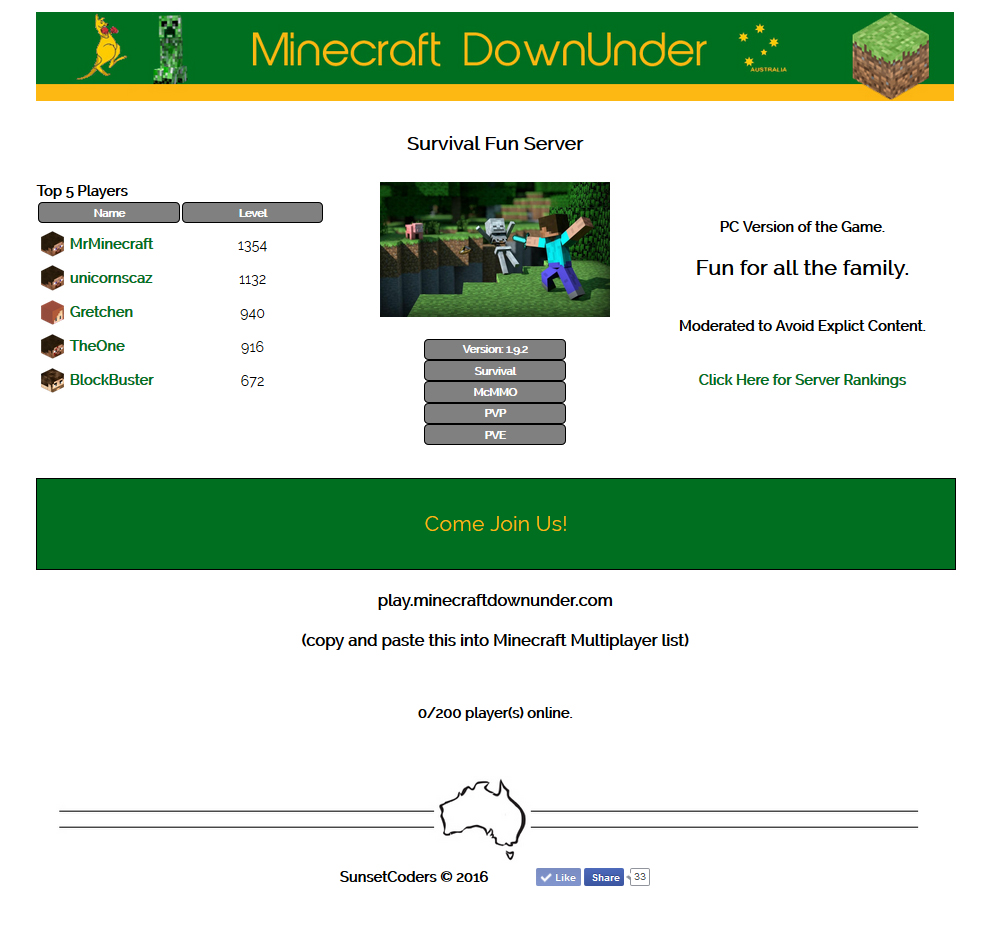 Minecraft DownUnder
AUSTRALIA
Survival Fun Server
Top 5 Players
Name Level
MrMinecraft 1354
unicornscaz 1132
Gretchen 940
TheOne 916
BlockBuster 672
Version: 1.9.2
Survival
McMMO
PVP
PVE
PC Version of the Game.
Fun for all the family.
Moderated to Avoid Explict Content.
Click Here for Server Rankings
Come Join Us!
play.minecraftdownunder.com
(copy and paste this into Minecraft Multiplayer list)
0/200 player(s) online.
SunsetCoders © 2016
Like Share 33